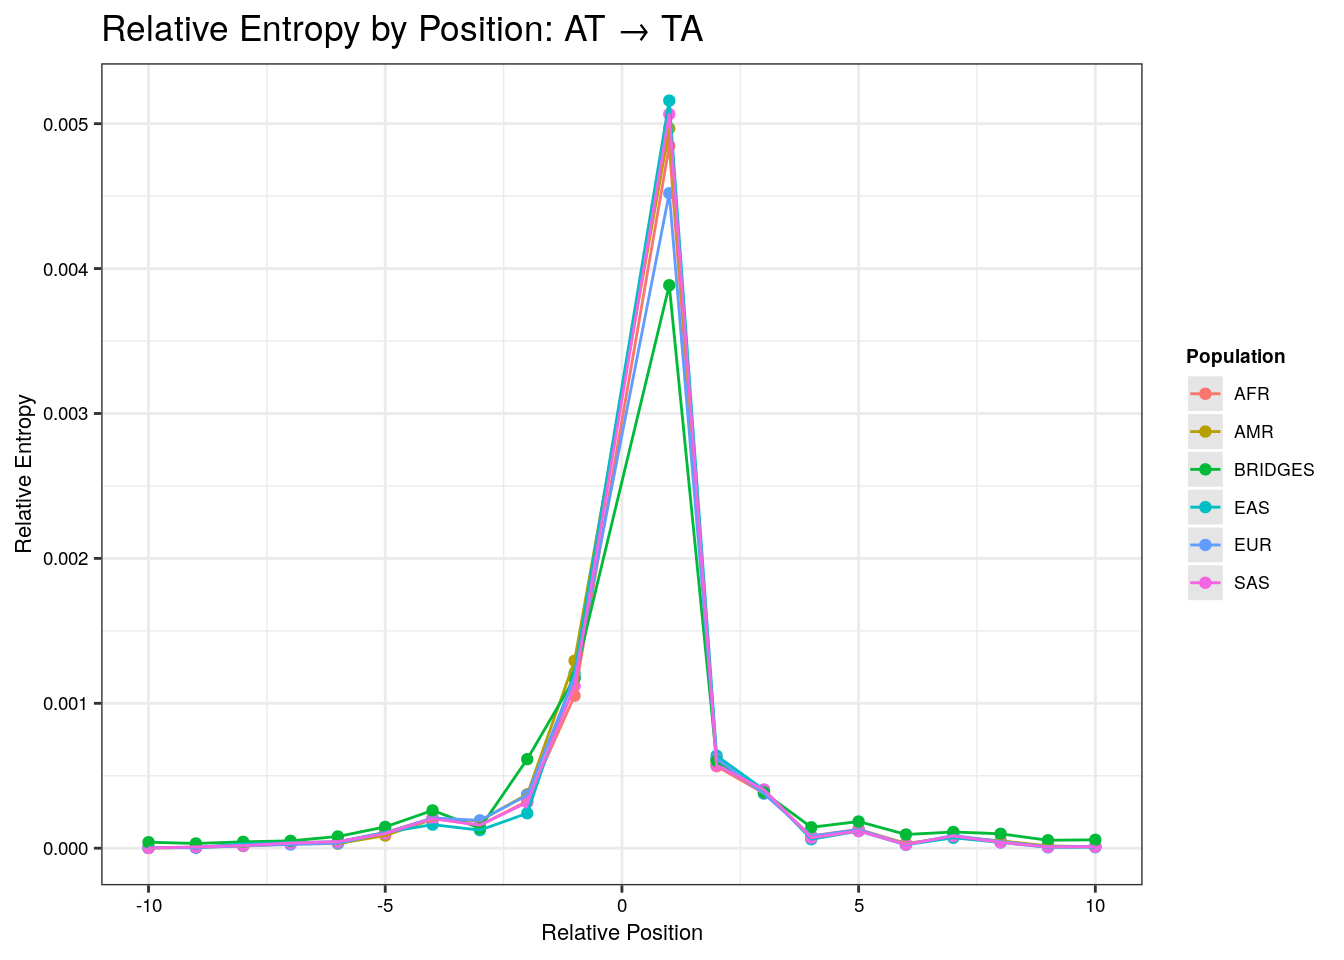 Relative Entropy by Position: AT → TA
Relative Entropy
0.005
0.004
0.003
0.002
0.001
0.000
-10
-5
0
5
10
Relative Position
Population
AFR
AMR
BRIDGES
EAS
EUR
SAS